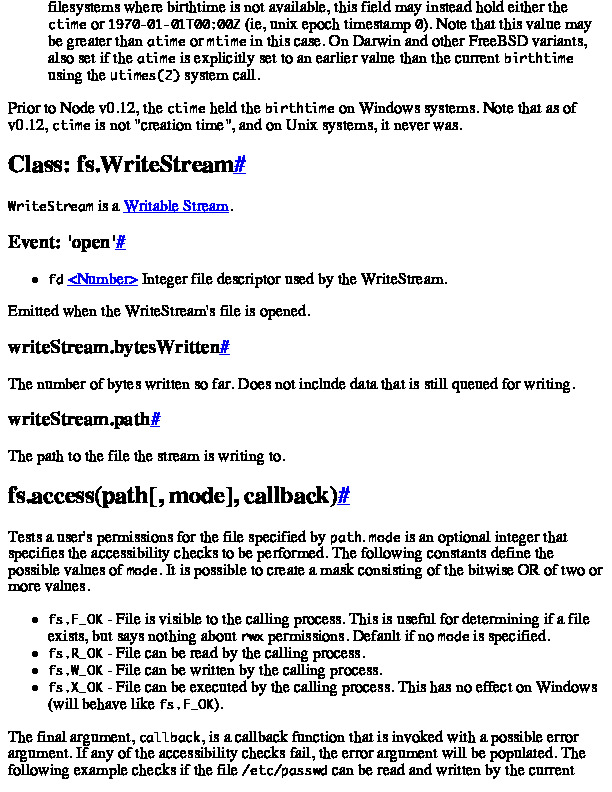 filesystems where birthtime is not available, this field may instead hold either the
ctime or 1970-01-01T00:00Z (ie, unix epoch timestamp 0). Note that this value may
be greater than atime or mtime in this case. On Darwin and other FreeBSD variants,
also set if the atime is explicitly set to an earlier value than the current birthtime
using the utimes(2) system call.
Prior to Node v0.12, the ctime held the birthtime on Windows systems. Note that as of
v0.12, ctime is not "creation time", and on Unix systems, it never was.
Class: fs.WriteStream#
WriteStream is a Writable Stream.
Event: 'open'#
• fd <Number> Integer file descriptor used by the WriteStream.
Emitted when the WriteStream's file is opened.
writeStream.bytesWritten#
The number of bytes written so far. Does not include data that is still queued for writing.
writeStream.path#
The path to the file the stream is writing to.
fs.access(path[, mode], callback)#
Tests a user's permissions for the file specified by path. mode is an optional integer that
specifies the accessibility checks to be performed. The following constants define the
possible values of mode. It is possible to create a mask consisting of the bitwise OR of two or
more values.
• fs.F_OK - File is visible to the calling process. This is useful for determining if a file
exists, but says nothing about rwx permissions. Default if no mode is specified.
• fs.R_OK - File can be read by the calling process.
• fs.W_OK - File can be written by the calling process.
• fs.X_OK - File can be executed by the calling process. This has no effect on Windows
(will behave like fs.F_OK).
The final argument, callback, is a callback function that is invoked with a possible error
argument. If any of the accessibility checks fail, the error argument will be populated. The
following example checks if the file /etc/passwd can be read and written by the current